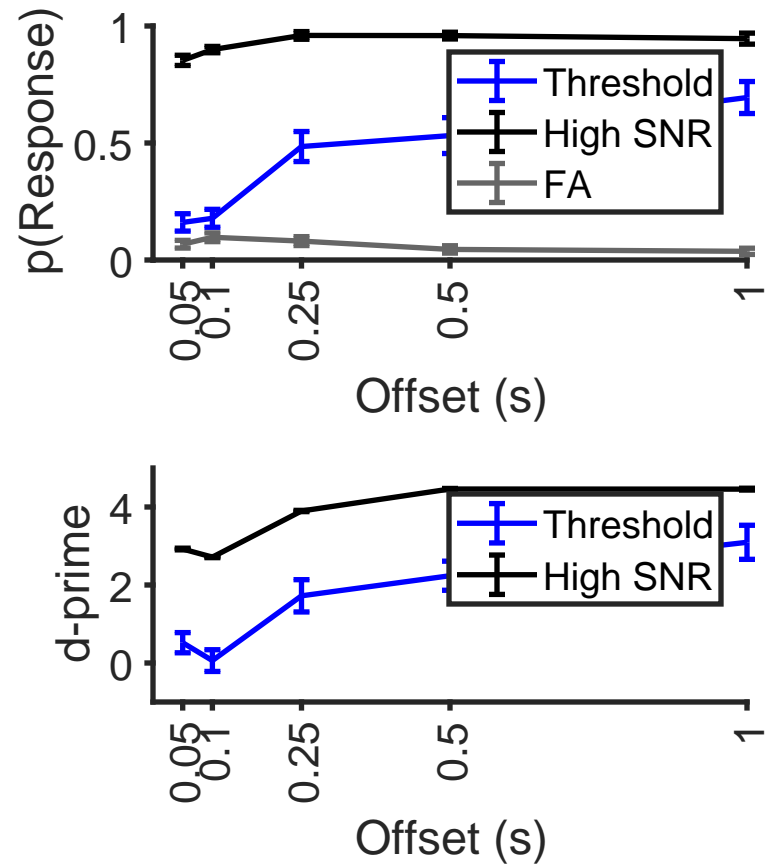 p(Response)
1
0.5
0
Threshold
High SNR
FA
0.05
0.1
0.25
0.5
1
Offset (s)
d-prime
4
2
0
Threshold
High SNR
0.05
0.1
0.25
0.5
1
Offset (s)